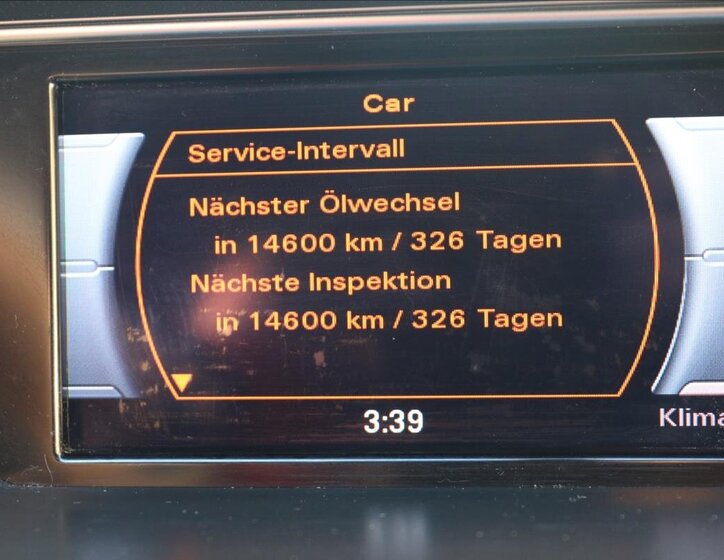 Car
Service-Intervall
Nächster Ölwechsel
in 14600 km / 326 Tagen
Nächste Inspektion
in 14600 km / 326 Tagen
3:39
Klima